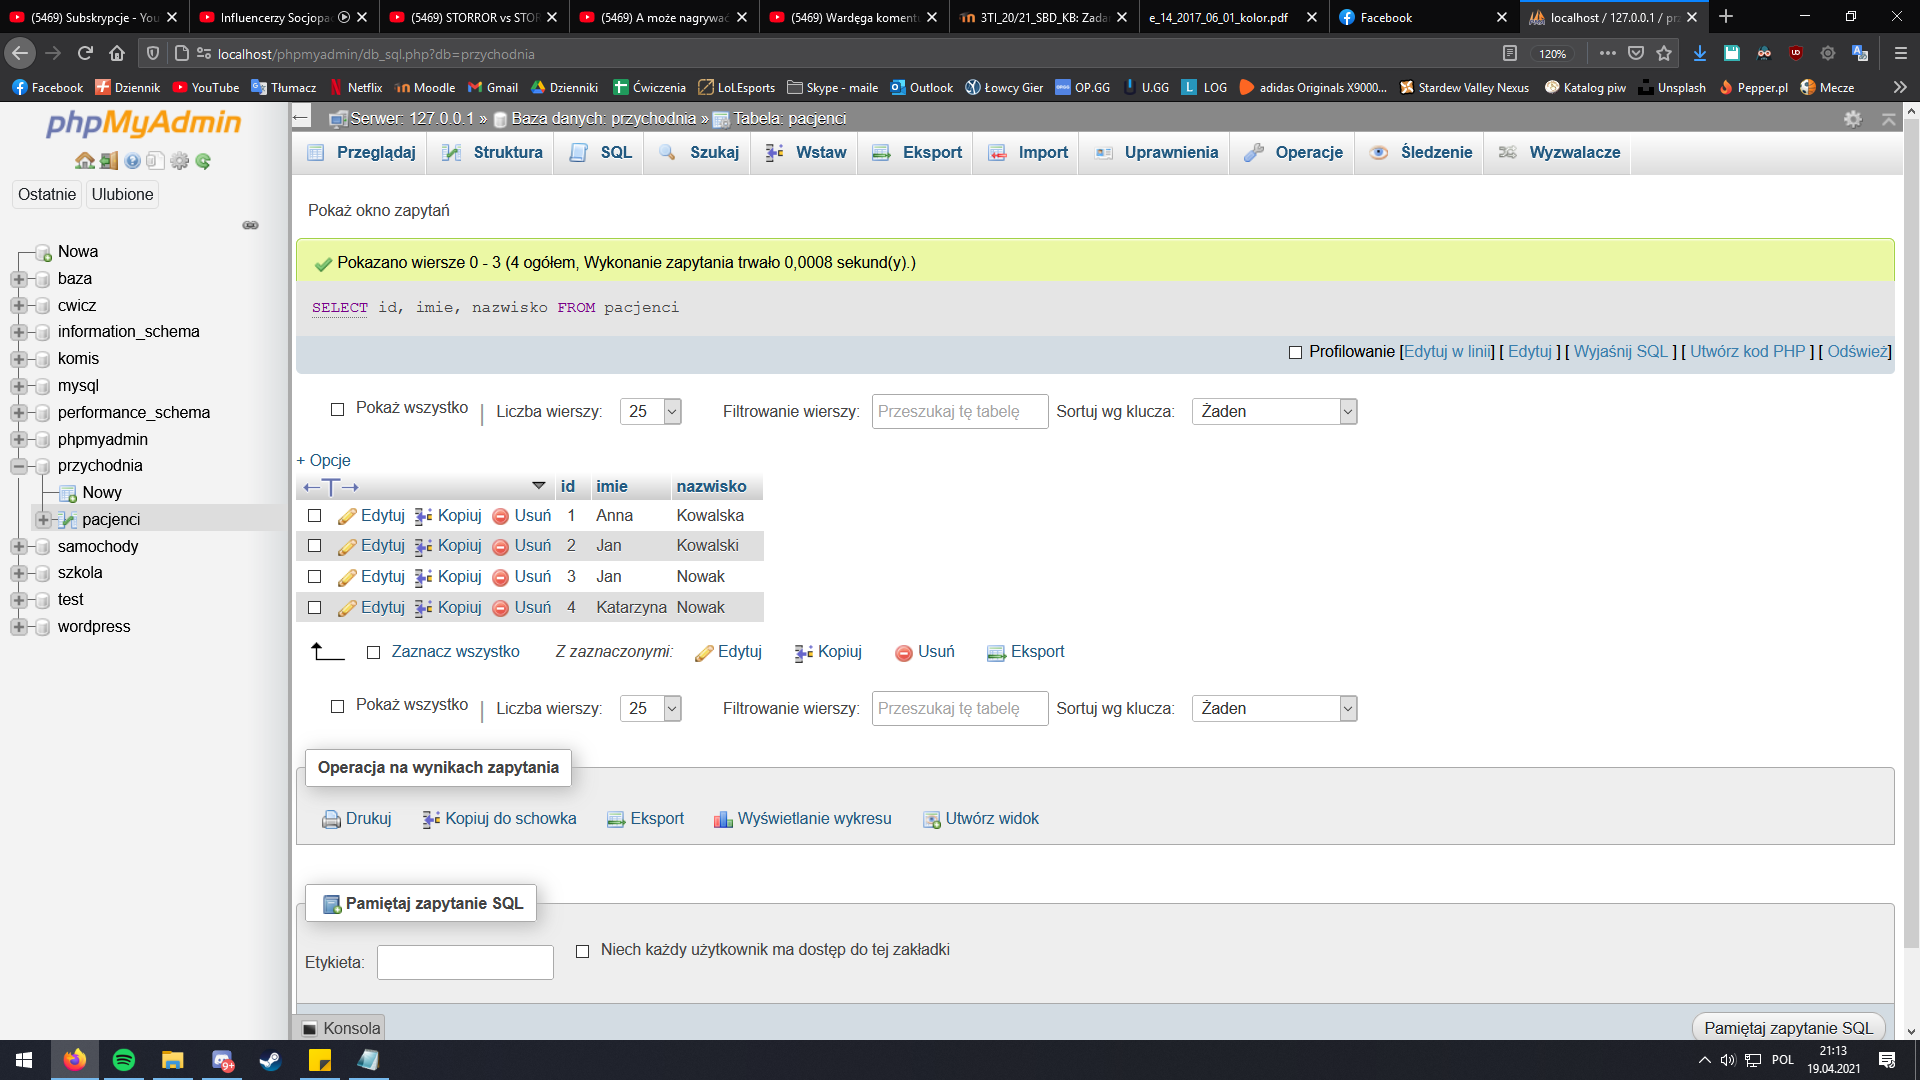 (5469) Subskrypcje - You
Influencerzy Socjopac
(5469) STORROR vs STOR
(5469) A może nagrywać
(5469) Wardęga koment
3TI_20/21_SBD_KB: Zada
e_14_2017_06_01_kolor.pdf
Facebook
localhost / 127.0.0.1 / prz
localhost/phpmyadmin/db_sql.php?db=przychodnia
120%
Facebook Dziennik YouTube Tłumacz Netflix Moodle Gmail Dzienniki Ćwiczenia LoLEsports Skype - maile Outlook Łowcy Gier OP.GG U.GG LOG adidas Originals X9000... Stardew Valley Nexus Katalog piw Unsplash Pepper.pl Mecze
phpMyAdmin
Ostatnie Ulubione
Nowa
baza
cwicz
information_schema
komis
mysql
performance_schema
phpmyadmin
przychodnia
Nowy
pacjenci
samochody
szkola
test
wordpress
Serwer: 127.0.0.1 » Baza danych: przychodnia » Tabela: pacjenci
Przeglądaj Struktura SQL Szukaj Wstaw Eksport Import Uprawnienia Operacje Śledzenie Wyzwalacze
Pokaż okno zapytań
Pokazano wiersze 0 - 3 (4 ogółem, Wykonanie zapytania trwało 0,0008 sekund(y).)
SELECT id, imie, nazwisko FROM pacjenci
Profilowanie [Edytuj w linii] [ Edytuj ] [ Wyjaśnij SQL ] [ Utwórz kod PHP ] [ Odśwież]
Pokaż wszystko | Liczba wierszy: 25 Filtrowanie wierszy: Przeszukaj tę tabelę Sortuj wg klucza: Żaden
+ Opcje
←T→ id imie nazwisko
Edytuj Kopiuj Usuń 1 Anna Kowalska
Edytuj Kopiuj Usuń 2 Jan Kowalski
Edytuj Kopiuj Usuń 3 Jan Nowak
Edytuj Kopiuj Usuń 4 Katarzyna Nowak
Zaznacz wszystko Z zaznaczonymi: Edytuj Kopiuj Usuń Eksport
Pokaż wszystko | Liczba wierszy: 25 Filtrowanie wierszy: Przeszukaj tę tabelę Sortuj wg klucza: Żaden
Operacja na wynikach zapytania
Drukuj Kopiuj do schowka Eksport Wyświetlanie wykresu Utwórz widok
Pamiętaj zapytanie SQL
Etykieta: Niech każdy użytkownik ma dostęp do tej zakładki
Konsola
Pamiętaj zapytanie SQL
9+
POL
21:13
19.04.2021